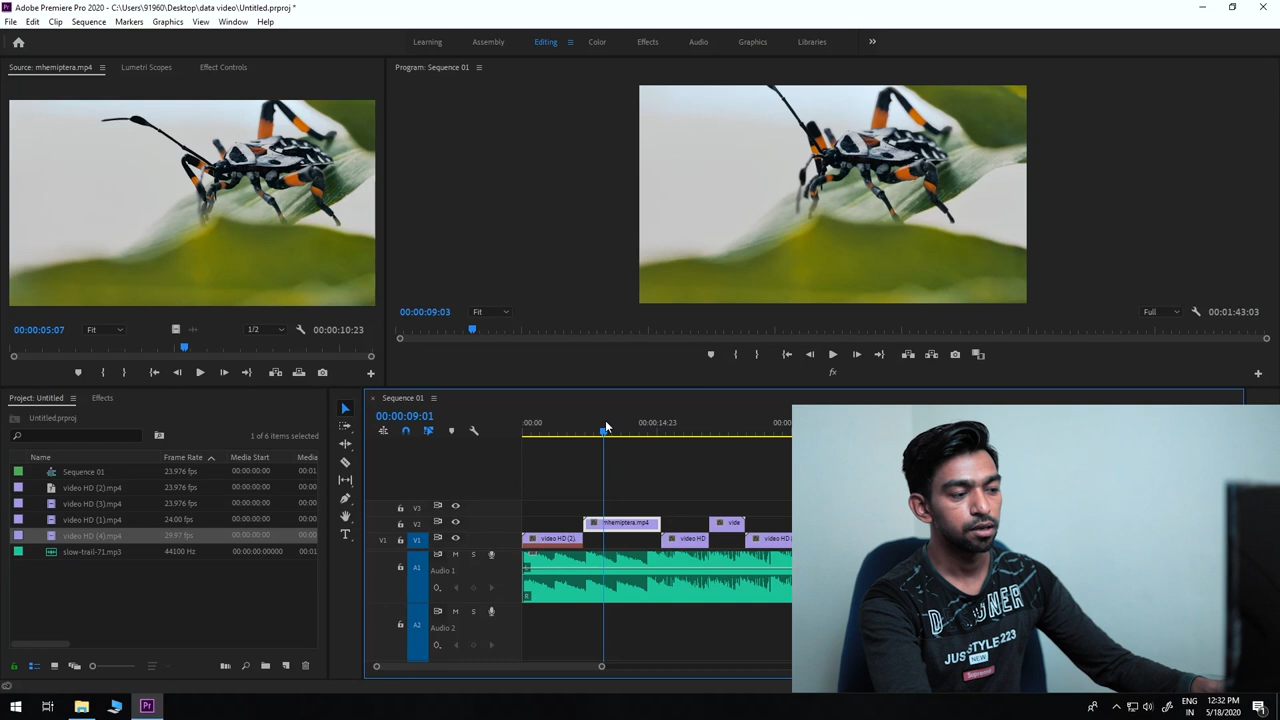 Adobe Premiere Pro 2020 - C:\Users\91960\Desktop\data video\Untitled.prproj *
File Edit Clip Sequence Markers Graphics View Window Help
Learning Assembly Editing Color Effects Audio Graphics Libraries
Source: mhemiptera.mp4 Lumetri Scopes Effect Controls
Program: Sequence 01
00:00:05:07 Fit 1/2 00:00:10:23
00:00:09:03 Fit Full 00:01:43:03
fx
Project: Untitled Effects
Untitled.prproj
1 of 6 items selected
Name Frame Rate Media Start Media
Sequence 01 23.976 fps 00:00:00:00 00:01
video HD (2).mp4 23.976 fps 00:00:00:00 00:00
video HD (3).mp4 23.976 fps 00:00:00:00 00:00
video HD (1).mp4 24.00 fps 00:00:00:00 00:00
video HD (4).mp4 29.97 fps 00:00:00:00 00:00
slow-trail-71.mp3 44100 Hz 00:00:00:00000 00:02
Sequence 01
00:00:09:01
:00:00 00:00:14:23 00:00
V3
V2 mhemiptera.mp4 vide
V1 V1 video HD (2). video HD video HD
A1 M S
Audio 1
L
R
A2 M S
Audio 2
D NER
JUS STYLE 223
NEW
Supreme
Pr
ENG 12:32 PM
IN 5/18/2020
1